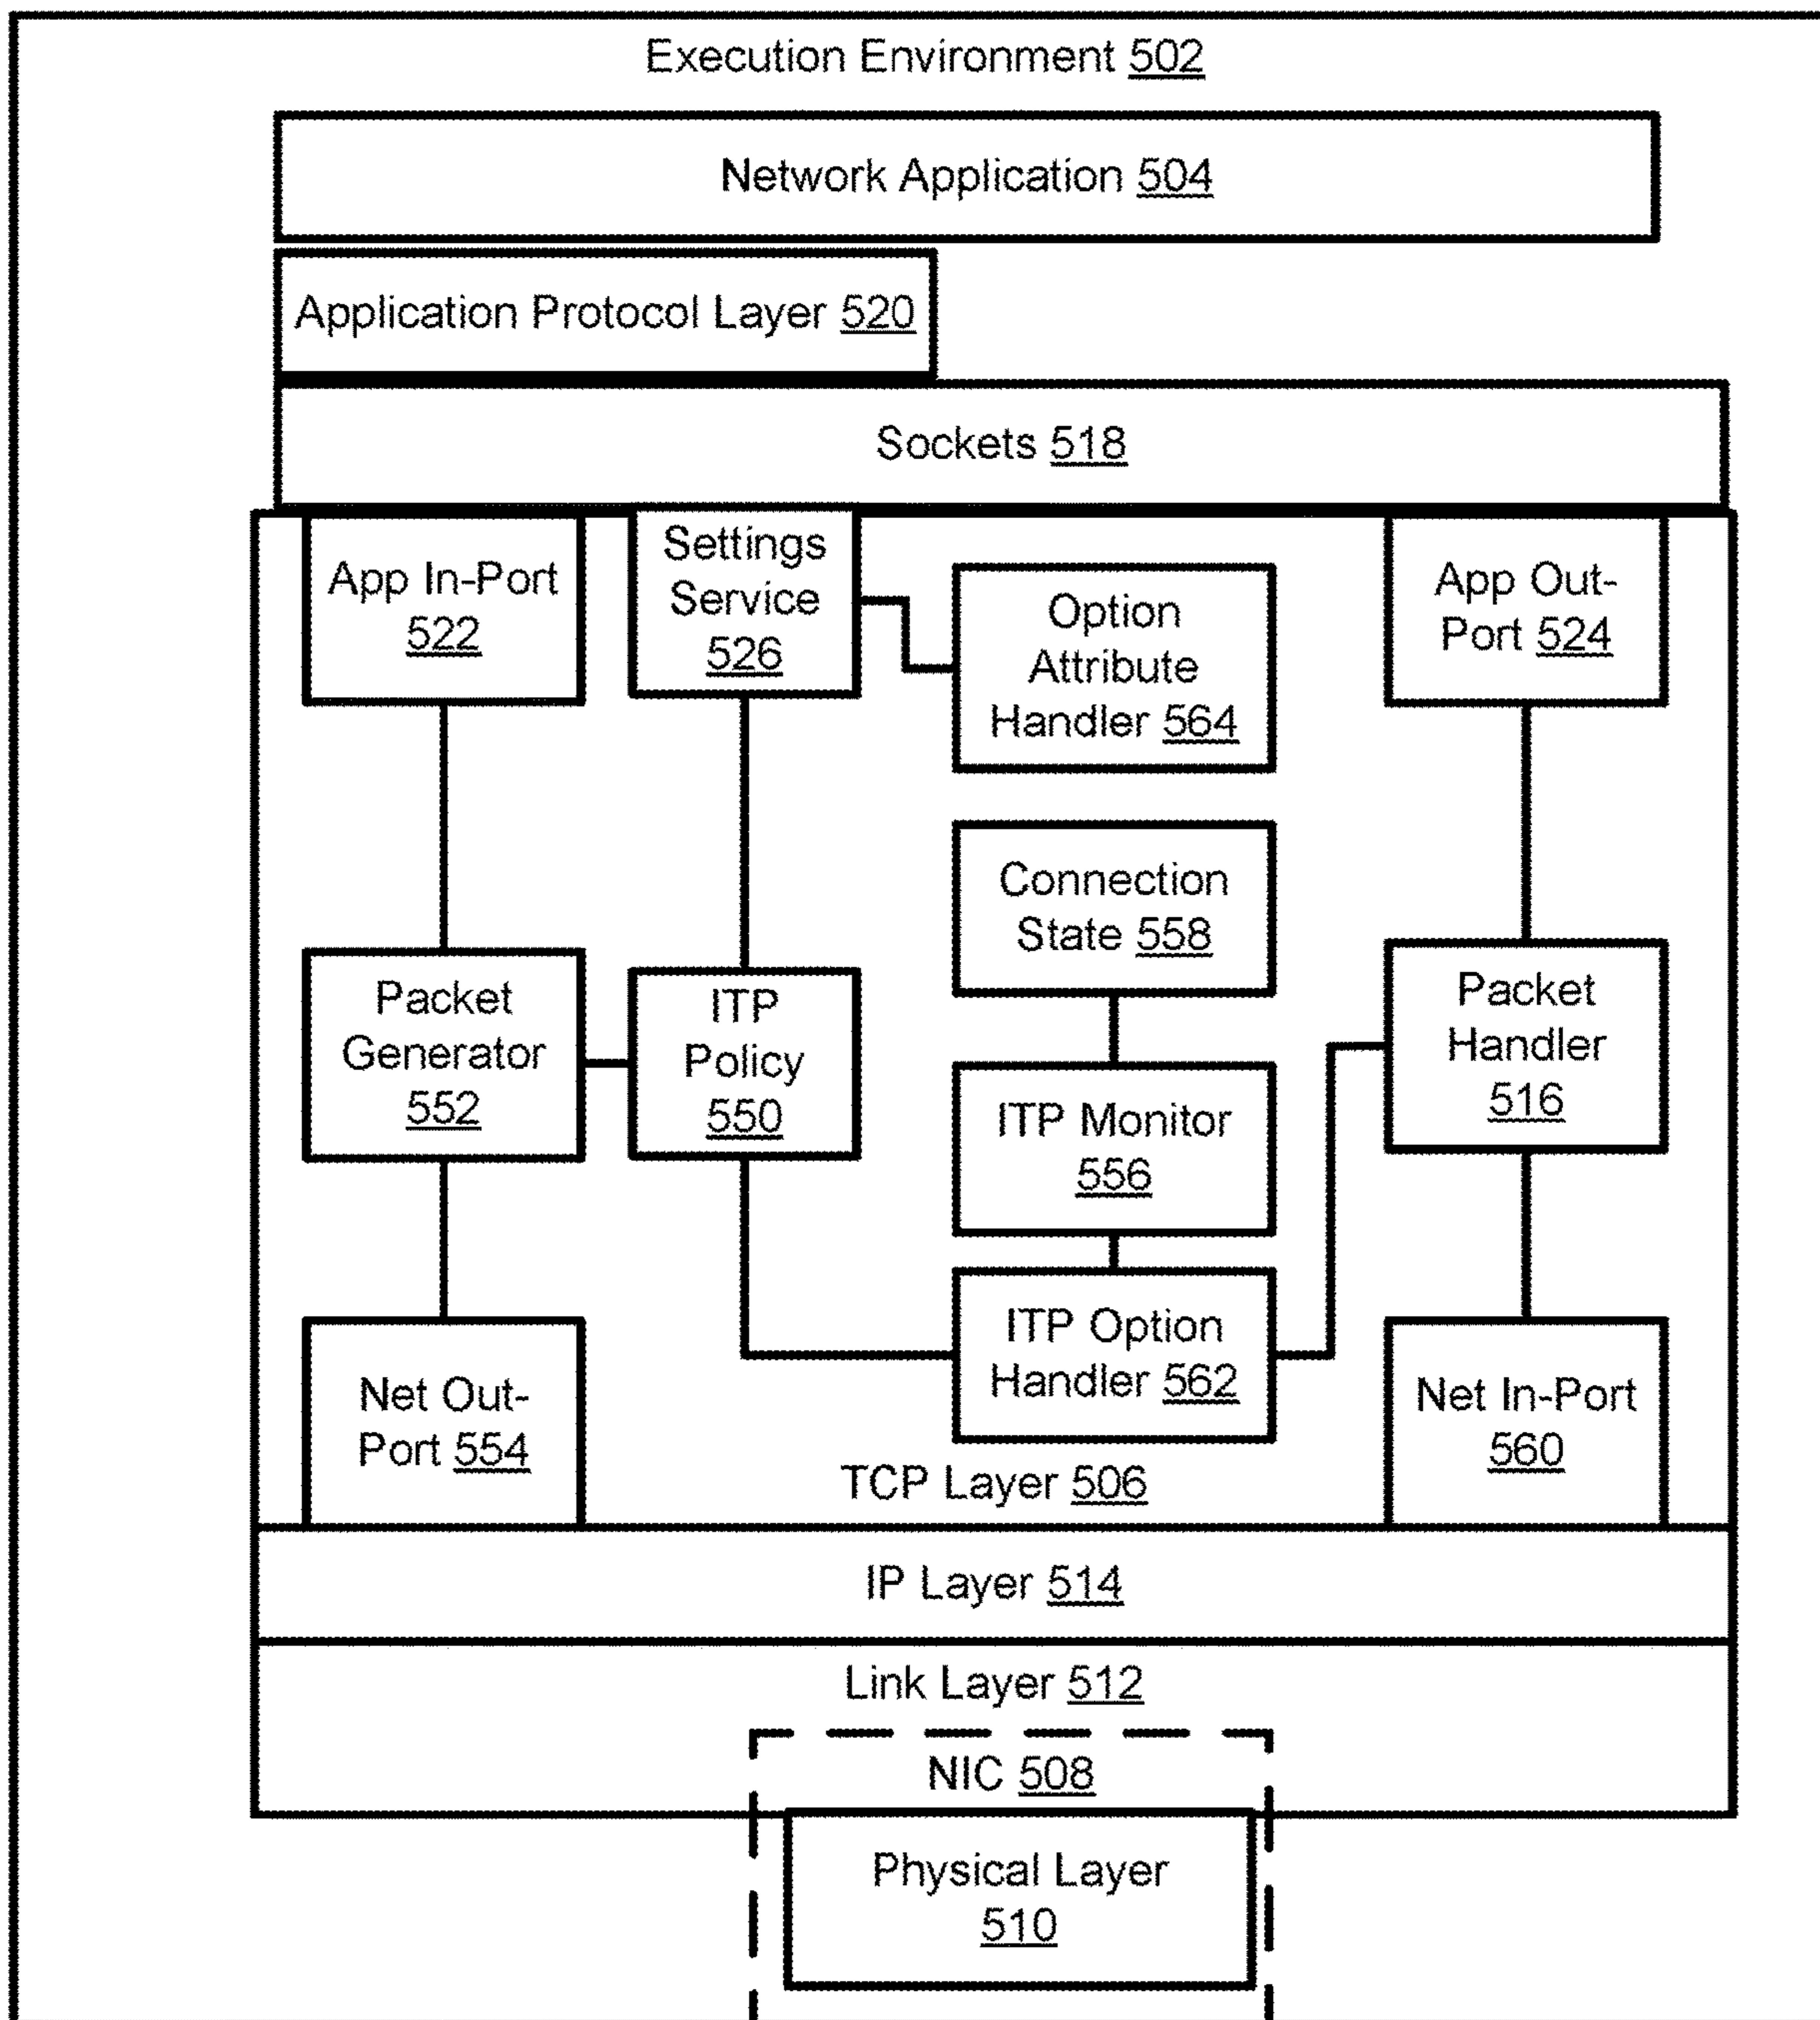 Execution Environment 502
Network Application 504
Application Protocol Layer 520
Sockets 518
App In-Port
522
Settings
Service
526
Option
Attribute
Handler 564
App Out-
Port 524
Connection
State 558
Packet
Generator
552
ITP
Policy
550
ITP Monitor
556
Packet
Handler
516
ITP Option
Handler 562
Net Out-
Port 554
Net In-Port
560
TCP Layer 506
IP Layer 514
Link Layer 512
NIC 508
Physical Layer
510